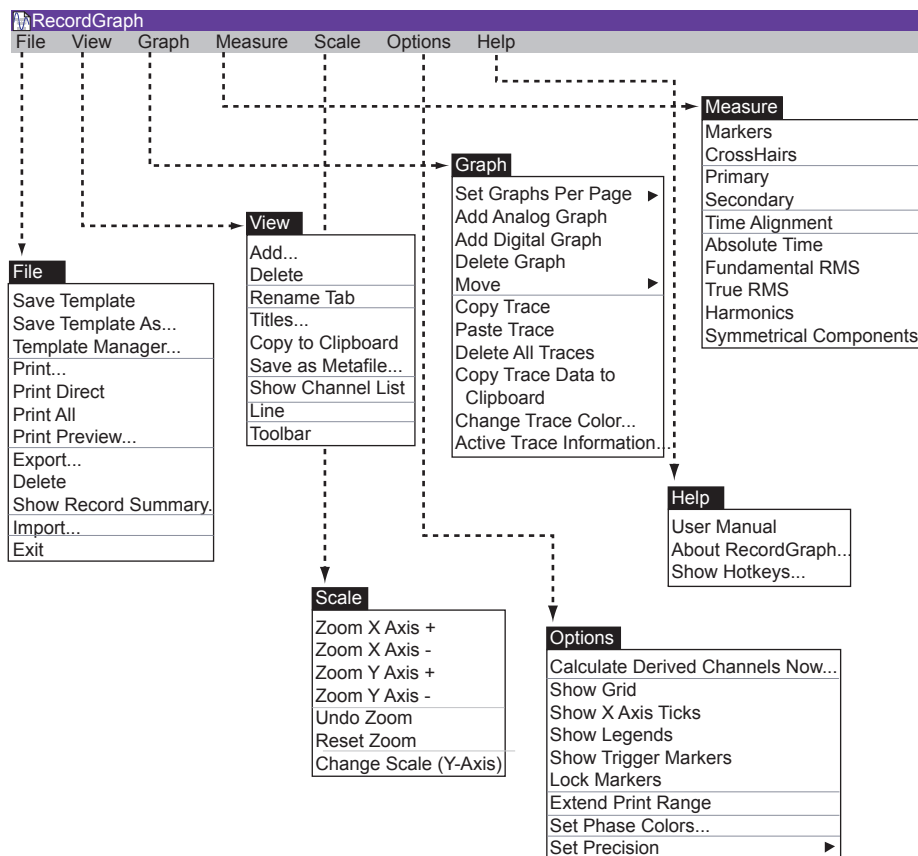 RecordGraph
File View Graph Measure Scale Options Help
Measure
Markers
CrossHairs
Primary
Secondary
Time Alignment
Absolute Time
Fundamental RMS
True RMS
Harmonics
Symmetrical Components
Graph
Set Graphs Per Page
Add Analog Graph
Add Digital Graph
Delete Graph
Move
Copy Trace
Paste Trace
Delete All Traces
Copy Trace Data to
Clipboard
Change Trace Color...
Active Trace Information...
View
Add...
Delete
Rename Tab
Titles...
Copy to Clipboard
Save as Metafile...
Show Channel List
Line
Toolbar
File
Save Template
Save Template As...
Template Manager...
Print...
Print Direct
Print All
Print Preview...
Export...
Delete
Show Record Summary.
Import...
Exit
Help
User Manual
About RecordGraph...
Show Hotkeys...
Scale
Zoom X Axis +
Zoom X Axis -
Zoom Y Axis +
Zoom Y Axis -
Undo Zoom
Reset Zoom
Change Scale (Y-Axis)
Options
Calculate Derived Channels Now...
Show Grid
Show X Axis Ticks
Show Legends
Show Trigger Markers
Lock Markers
Extend Print Range
Set Phase Colors...
Set Precision